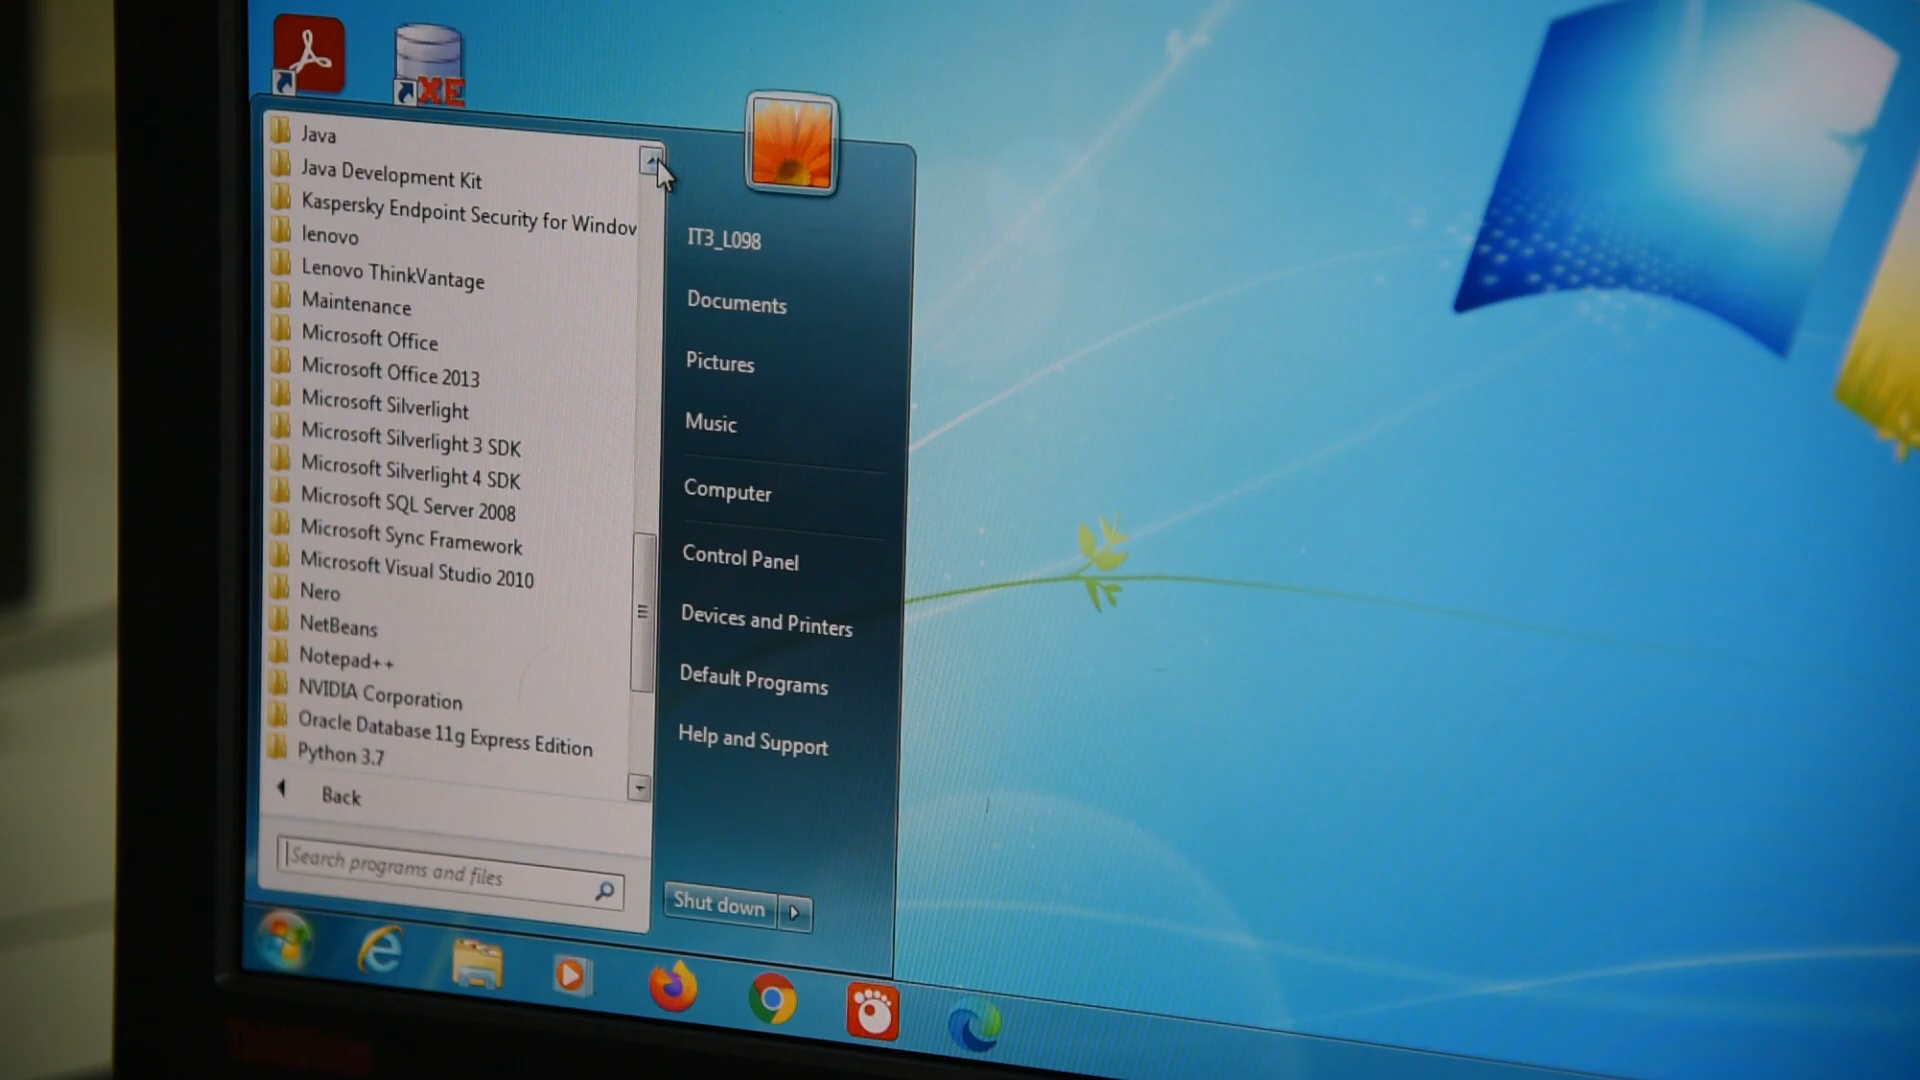 XE
Java
Java Development Kit
Kaspersky Endpoint Security for Window
lenovo
Lenovo ThinkVantage
Maintenance
Microsoft Office
Microsoft Office 2013
Microsoft Silverlight
Microsoft Silverlight 3 SDK
Microsoft Silverlight 4 SDK
Microsoft SQL Server 2008
Microsoft Sync Framework
Microsoft Visual Studio 2010
Nero
NetBeans
Notepad++
NVIDIA Corporation
Oracle Database 11g Express Edition
Python 3.7
Back
Search programs and files
IT3_L098
Documents
Pictures
Music
Computer
Control Panel
Devices and Printers
Default Programs
Help and Support
Shut down